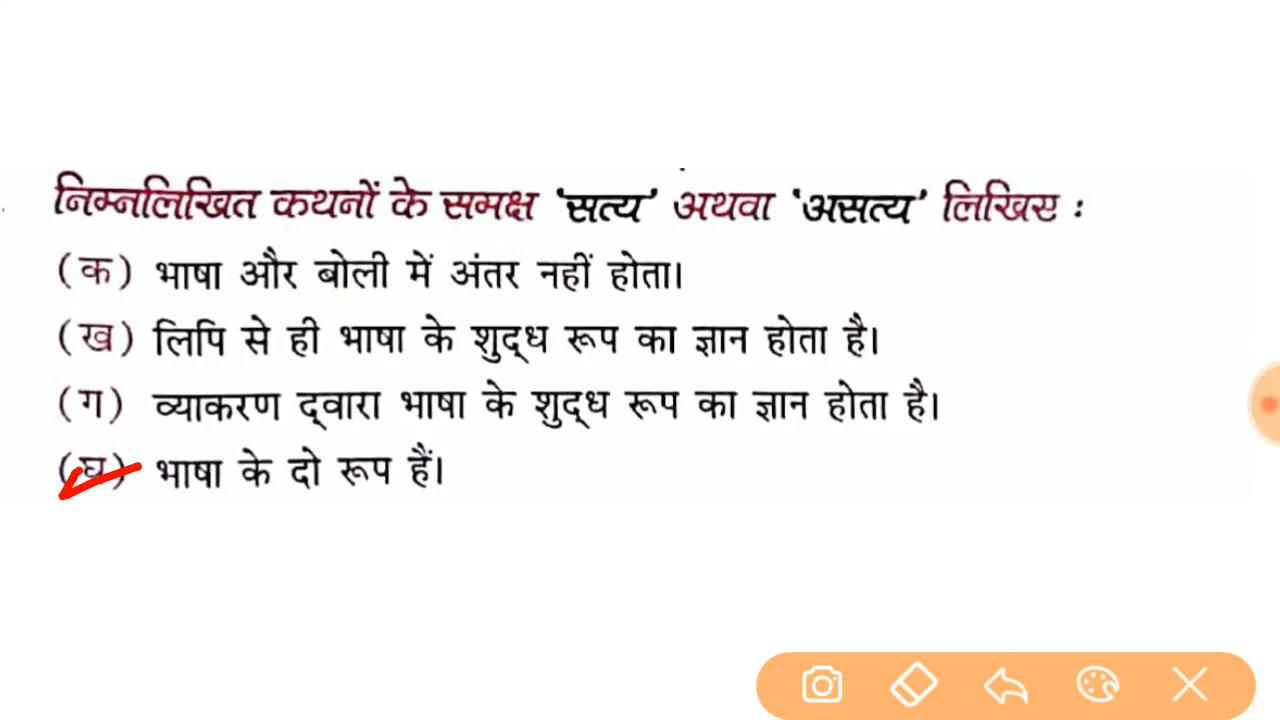 निम्नलिखित कथनों के समक्ष 'सत्य' अथवा 'असत्य' लिखिए :
(क) भाषा और बोली में अंतर नहीं होता।
(ख) लिपि से ही भाषा के शुद्ध रूप का ज्ञान होता है।
(ग) व्याकरण द्वारा भाषा के शुद्ध रूप का ज्ञान होता है।
(घ) भाषा के दो रूप हैं।